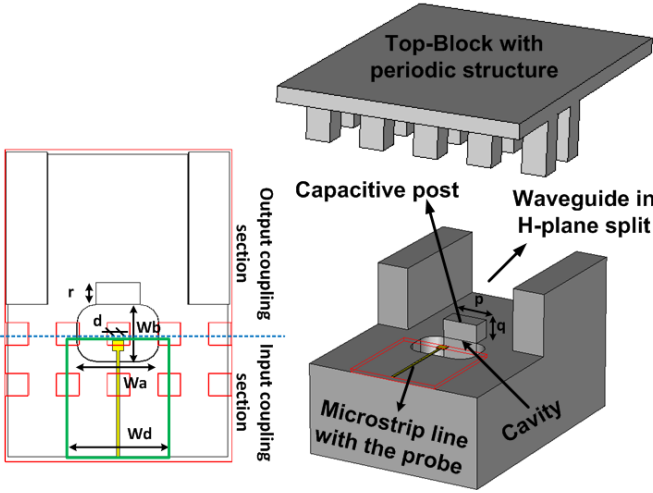 Top-Block with
periodic structure
Capacitive post
Waveguide in
H-plane split
Output coupling
section
r
d
Wb
Wa
Wd
Input coupling
section
p
q
Microstrip line
with the probe
Cavity